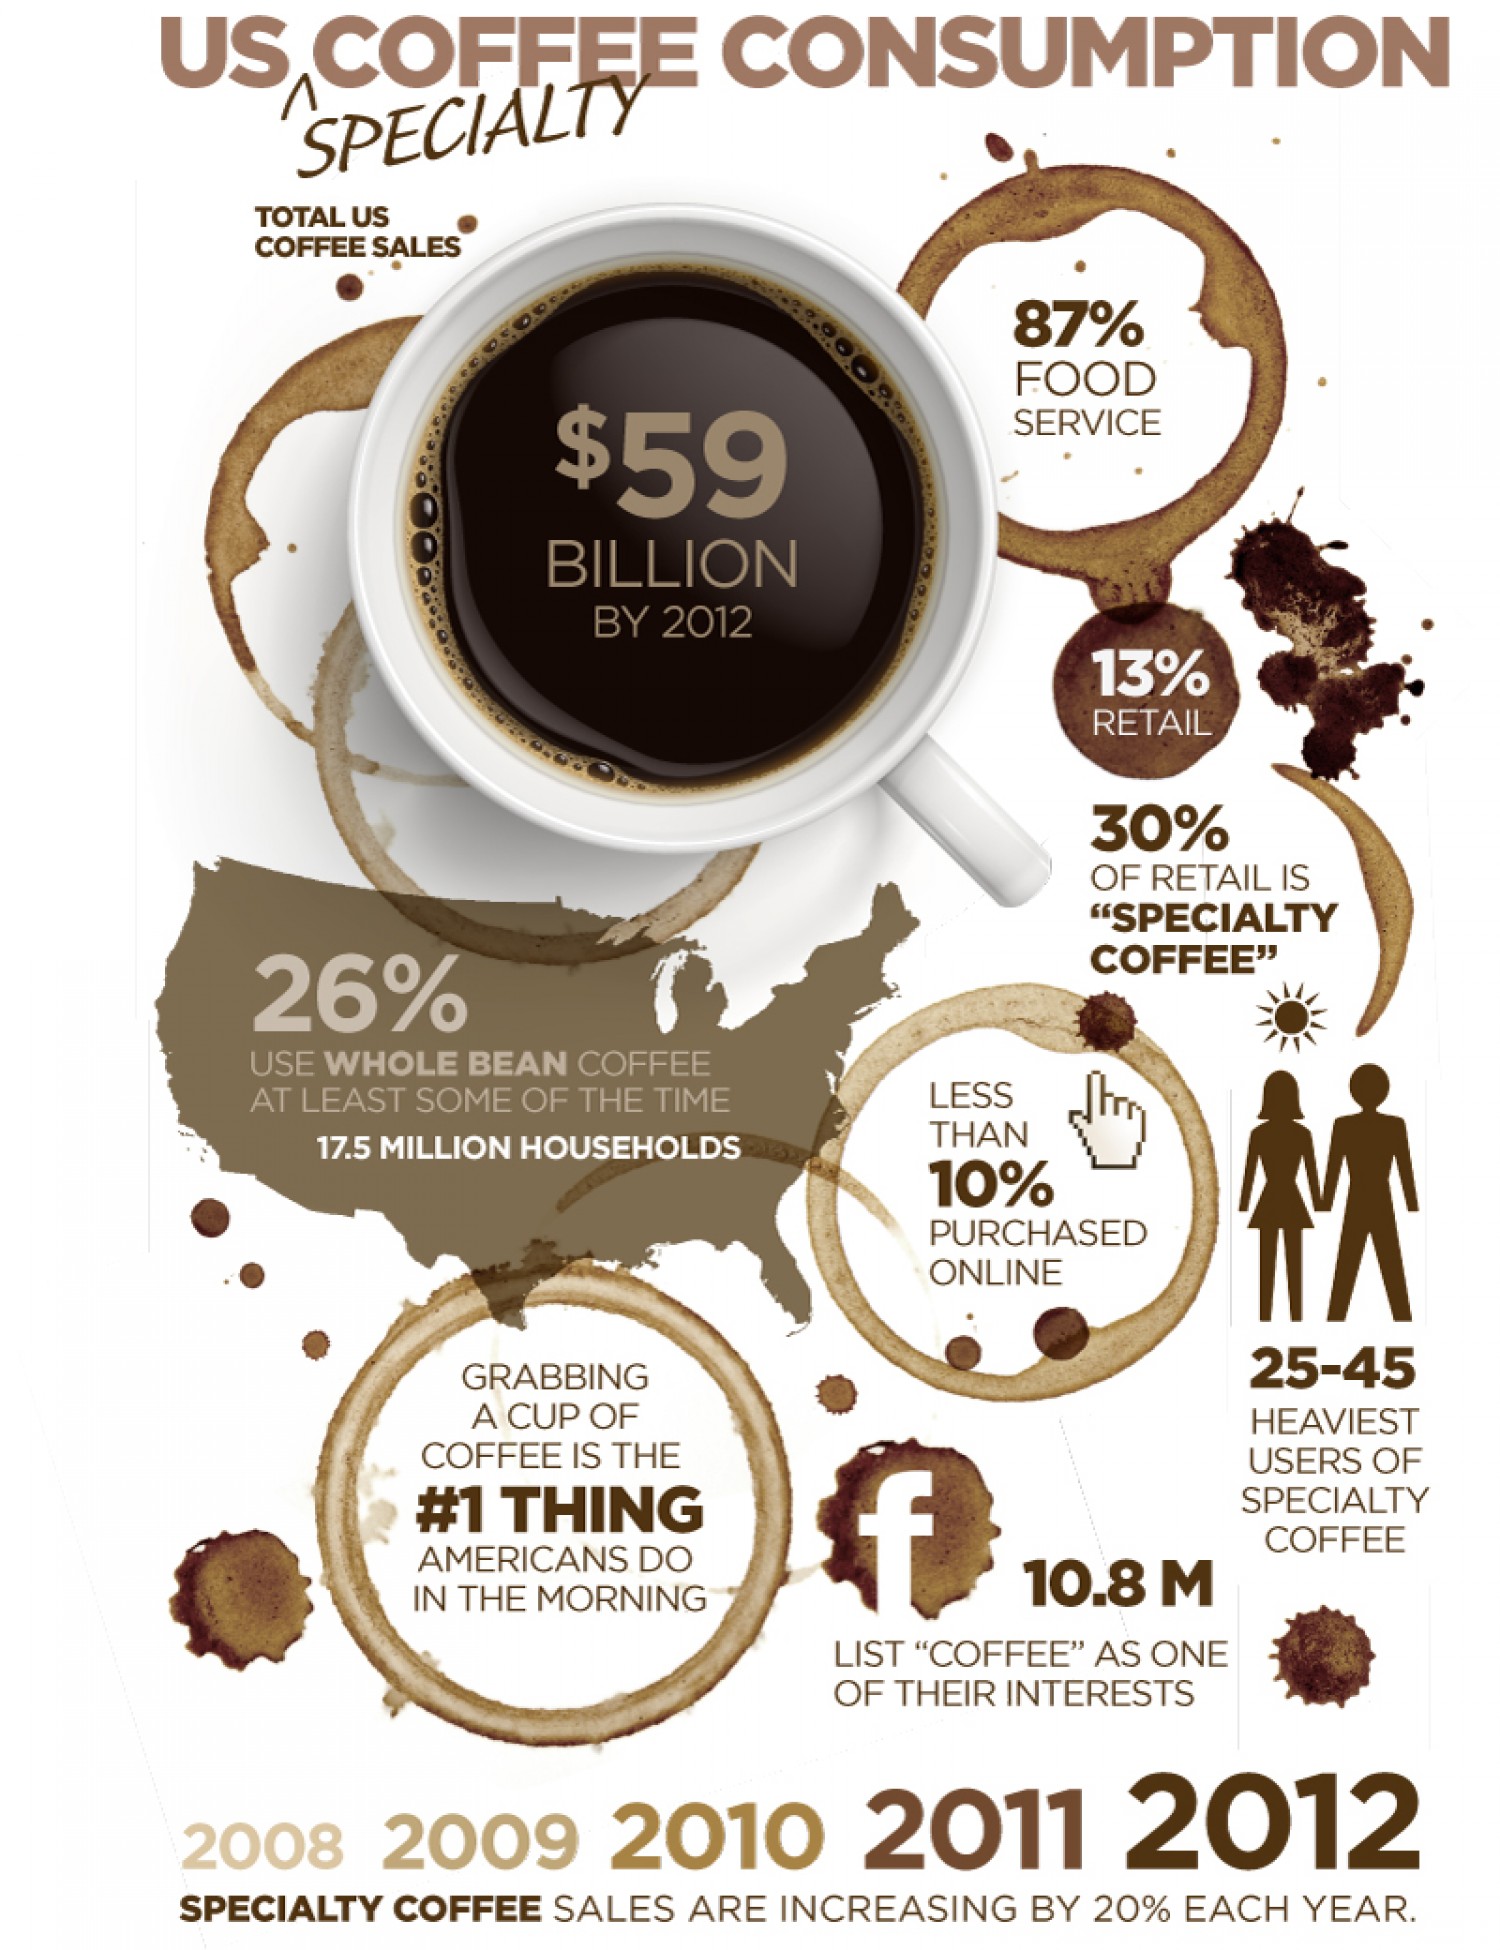 US COFFEE CONSUMPTION
^
SPECIALTY
TOTAL US
COFFEE SALES
$59
BILLION
BY 2012
87%
FOOD
SERVICE
13%
RETAIL
30%
OF RETAIL IS
“SPECIALTY
COFFEE”
26%
USE WHOLE BEAN COFFEE
AT LEAST SOME OF THE TIME
17.5 MILLION HOUSEHOLDS
LESS
THAN
10%
PURCHASED
ONLINE
25-45
HEAVIEST
USERS OF
SPECIALTY
COFFEE
GRABBING
A CUP OF
COFFEE IS THE
#1 THING
AMERICANS DO
IN THE MORNING
f
10.8 M
LIST “COFFEE” AS ONE
OF THEIR INTERESTS
2008 2009 2010 2011 2012
SPECIALTY COFFEE SALES ARE INCREASING BY 20% EACH YEAR.